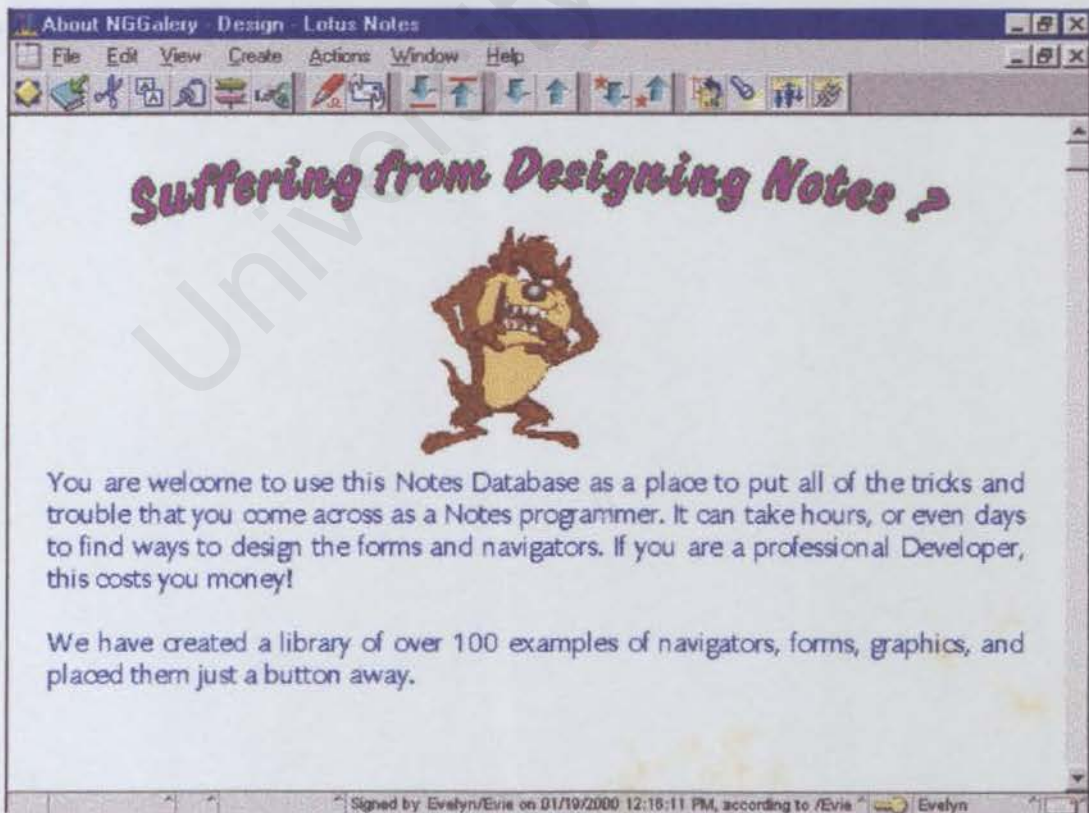 About NGGalery - Design - Lotus Notes
File Edit View Create Actions Window Help
Suffering from Designing Notes ?
You are welcome to use this Notes Database as a place to put all of the tricks and
trouble that you come across as a Notes programmer. It can take hours, or even days
to find ways to design the forms and navigators. If you are a professional Developer,
this costs you money!
We have created a library of over 100 examples of navigators, forms, graphics, and
placed them just a button away.
Signed by Evelyn/Evie on 01/19/2000 12:16:11 PM, according to /Evie
Evelyn